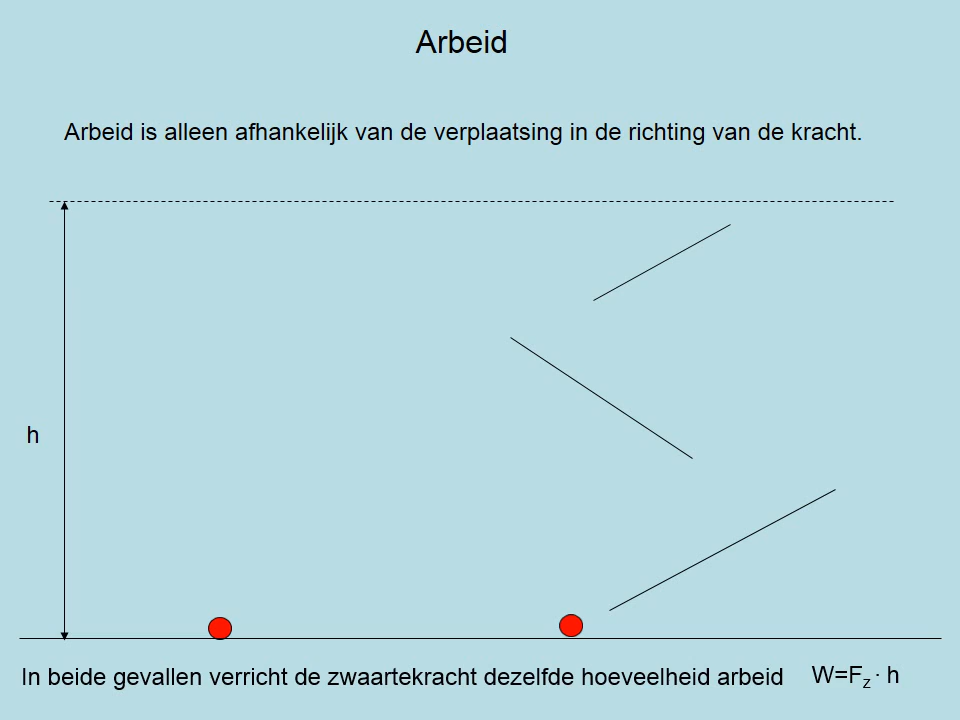 Arbeid
Arbeid is alleen afhankelijk van de verplaatsing in de richting van de kracht.
h
In beide gevallen verricht de zwaartekracht dezelfde hoeveelheid arbeid W=Fz · h